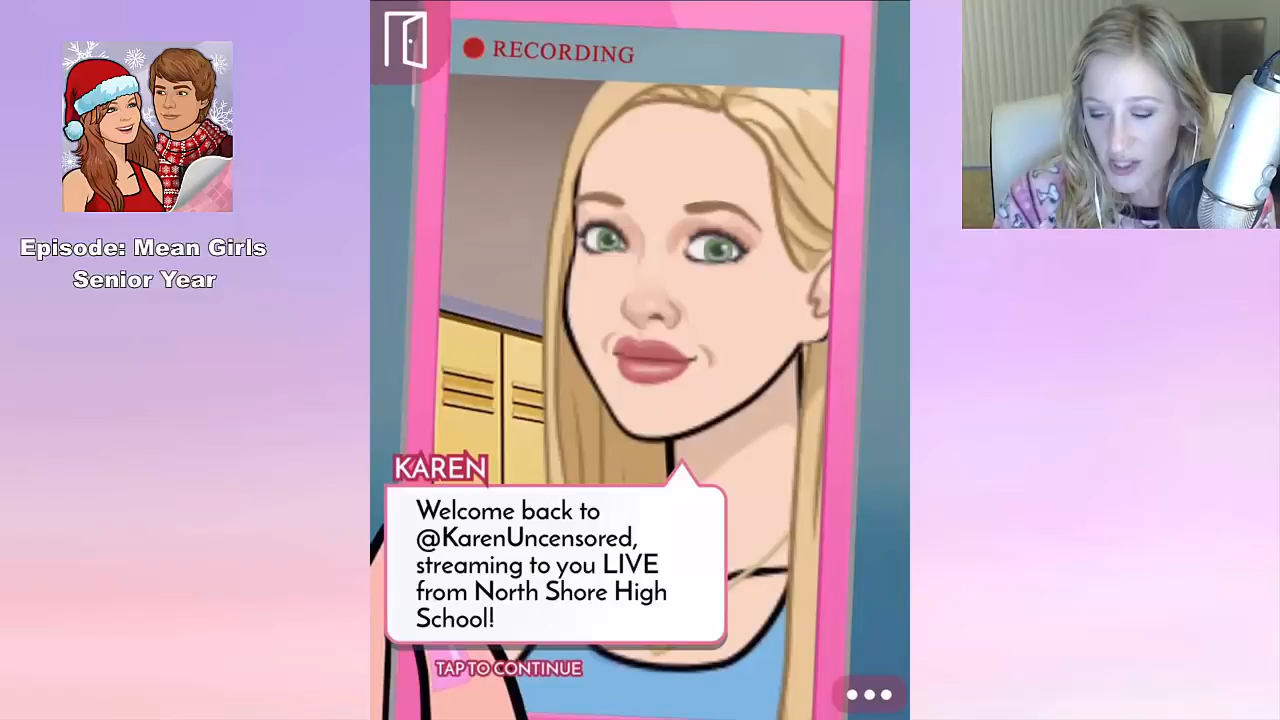 RECORDING
Episode: Mean Girls
Senior Year
KAREN
Welcome back to
@KarenUncensored,
streaming to you LIVE
from North Shore High
School!
TAP TO CONTINUE